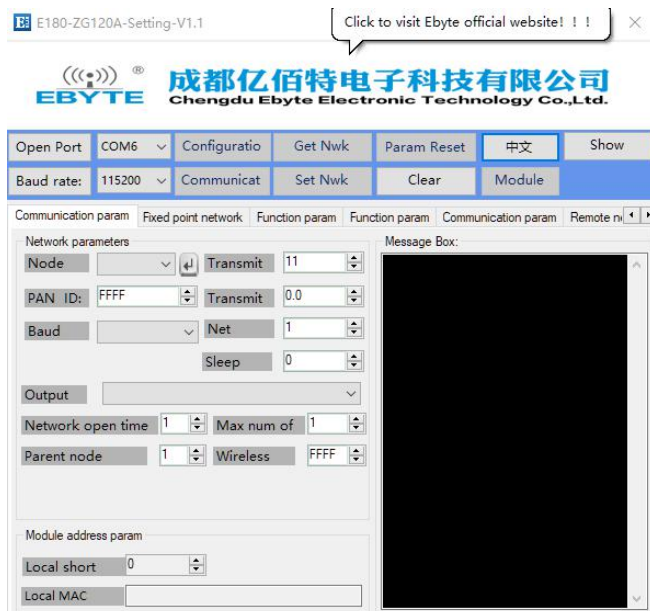 E180-ZG120A-Setting-V1.1
Click to visit Ebyte official website! ! !
(((•))) ®
EBYTE
成都亿佰特电子科技有限公司
Chengdu Ebyte Electronic Technology Co.,Ltd.
Open Port COM6 Configuratio Get Nwk Param Reset 中文 Show
Baud rate: 115200 Communicat Set Nwk Clear Module
Communication param Fixed point network Function param Function param Communication param Remote n
Network parameters Message Box:
Node Transmit 11
PAN ID: FFFF Transmit 0.0
Baud Net 1
Sleep 0
Output
Network open time 1 Max num of 1
Parent node 1 Wireless FFFF
Module address param
Local short 0
Local MAC